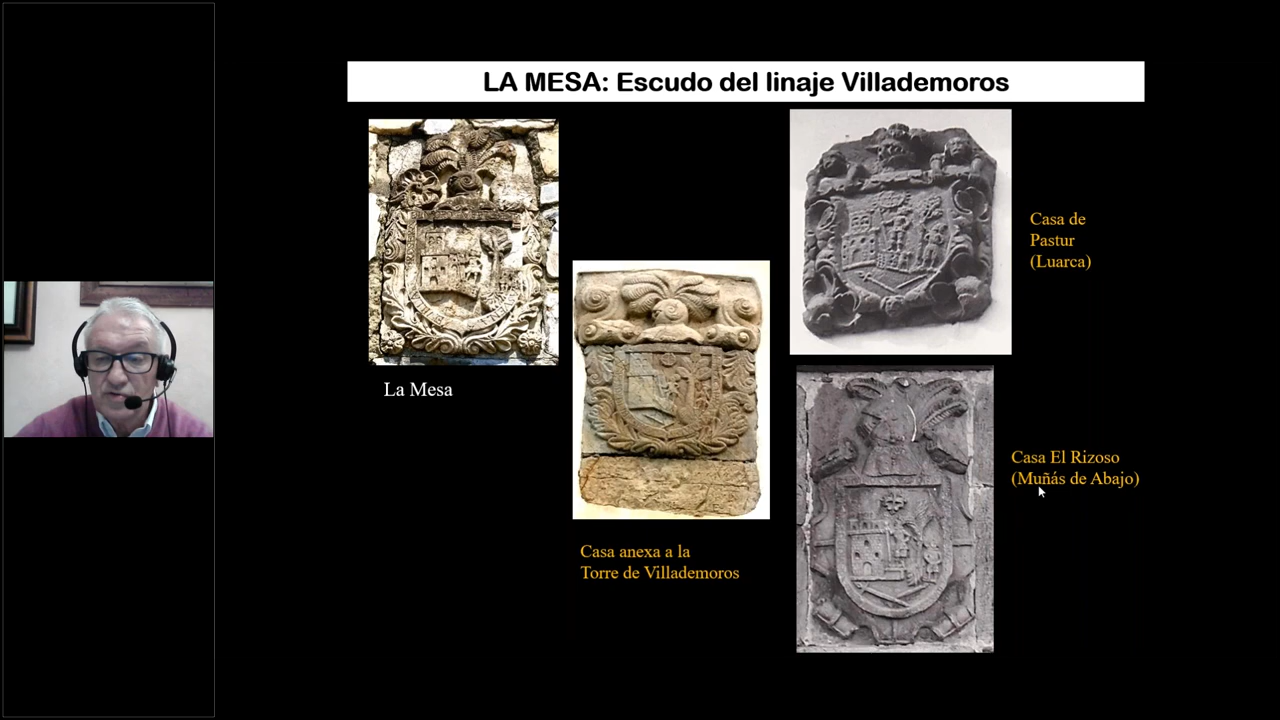 LA MESA: Escudo del linaje Villademoros
La Mesa
Casa anexa a la
Torre de Villademoros
Casa de
Pastur
(Luarca)
Casa El Rizoso
(Muñás de Abajo)